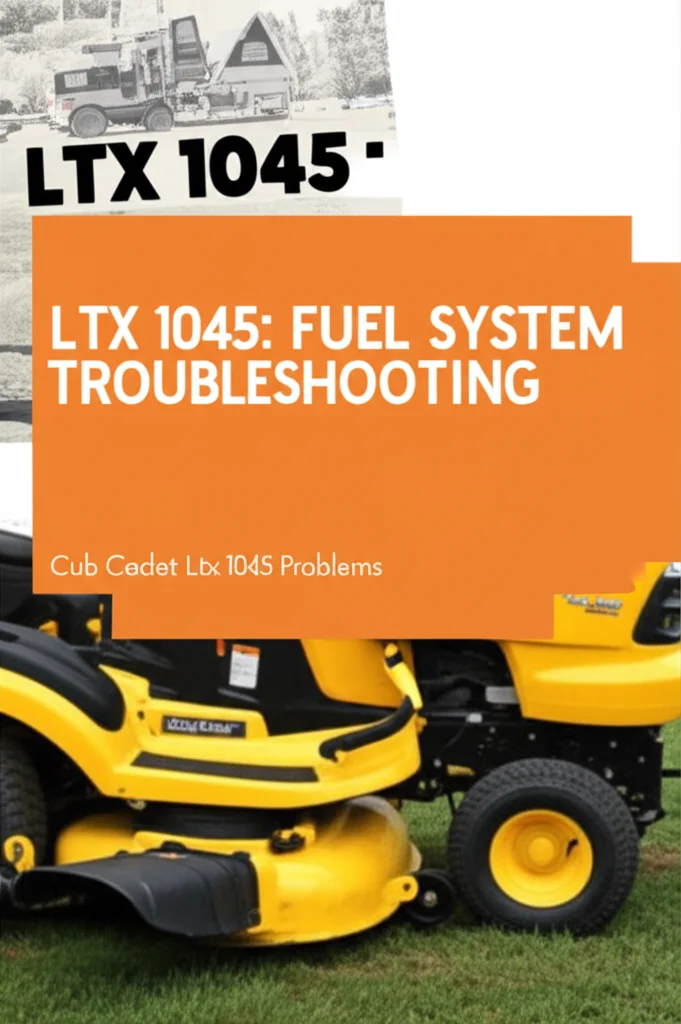 LTX 1045
LTX 1045: FUEL SYSTEM
TROUBLESHOOTING
Cub Cedet Ltx 1045 Problems